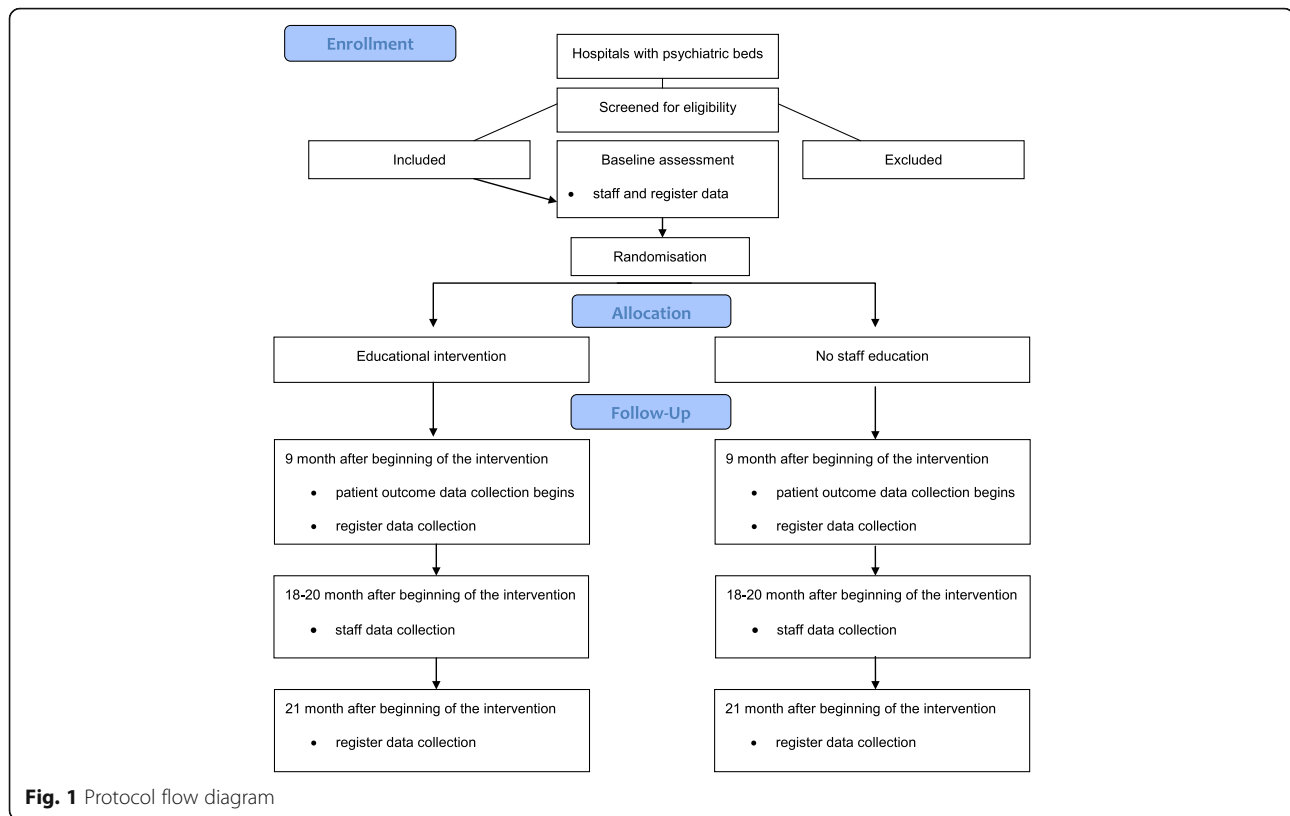 Enrollment
Hospitals with psychiatric beds
Screened for eligibility
Included
Baseline assessment
• staff and register data
Excluded
Randomisation
Allocation
Educational intervention
No staff education
Follow-Up
9 month after beginning of the intervention
• patient outcome data collection begins
• register data collection
9 month after beginning of the intervention
• patient outcome data collection begins
• register data collection
18-20 month after beginning of the intervention
• staff data collection
18-20 month after beginning of the intervention
• staff data collection
21 month after beginning of the intervention
• register data collection
21 month after beginning of the intervention
• register data collection
Fig. 1 Protocol flow diagram